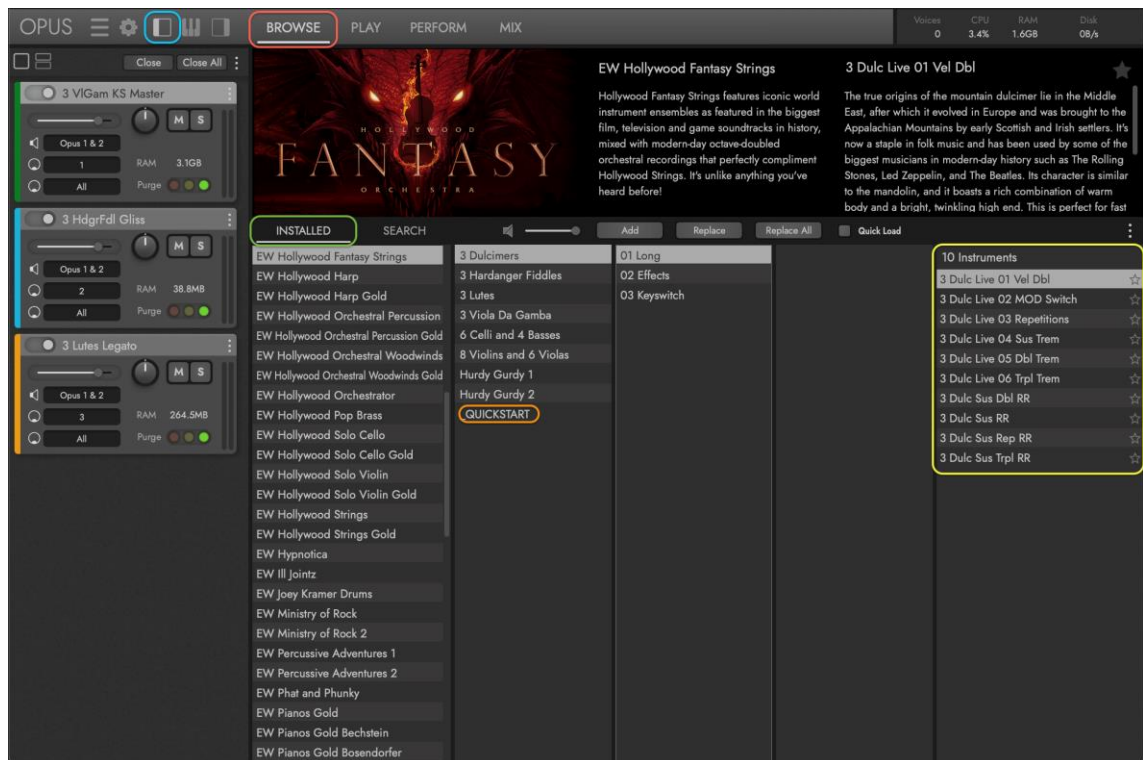 OPUS
BROWSE PLAY PERFORM MIX
Voices CPU RAM Disk
0 3.4% 1.6GB 0B/s
Close Close All
3 VlGam KS Master
M S
Opus 1 & 2
1 RAM 3.1GB
All Purge
3 HdgrFdl Gliss
M S
Opus 1 & 2
2 RAM 38.8MB
All Purge
3 Lutes Legato
M S
Opus 1 & 2
3 RAM 264.5MB
All Purge
HOLLYWOOD
FANTASY
ORCHESTRA
EW Hollywood Fantasy Strings
Hollywood Fantasy Strings features iconic world
instrument ensembles as featured in the biggest
film, television and game soundtracks in history,
mixed with modern-day octave-doubled
orchestral recordings that perfectly compliment
Hollywood Strings. It's unlike anything you've
heard before!
3 Dulc Live 01 Vel Dbl
The true origins of the mountain dulcimer lie in the Middle
East, after which it evolved in Europe and was brought to the
Appalachian Mountains by early Scottish and Irish settlers. It's
now a staple in folk music and has been used by some of the
biggest musicians in modern-day history such as The Rolling
Stones, Led Zeppelin, and The Beatles. Its character is similar
to the mandolin, and it boasts a rich combination of warm
body and a bright, twinkling high end. This is perfect for fast
INSTALLED SEARCH Add Replace Replace All Quick Load
EW Hollywood Fantasy Strings
EW Hollywood Harp
EW Hollywood Harp Gold
EW Hollywood Orchestral Percussion
EW Hollywood Orchestral Percussion Gold
EW Hollywood Orchestral Woodwinds
EW Hollywood Orchestral Woodwinds Gold
EW Hollywood Orchestrator
EW Hollywood Pop Brass
EW Hollywood Solo Cello
EW Hollywood Solo Cello Gold
EW Hollywood Solo Violin
EW Hollywood Solo Violin Gold
EW Hollywood Strings
EW Hollywood Strings Gold
EW Hypnotica
EW Ill Jointz
EW Joey Kramer Drums
EW Ministry of Rock
EW Ministry of Rock 2
EW Percussive Adventures 1
EW Percussive Adventures 2
EW Phat and Phunky
EW Pianos Gold
EW Pianos Gold Bechstein
EW Pianos Gold Bosendorfer
3 Dulcimers
3 Hardanger Fiddles
3 Lutes
3 Viola Da Gamba
6 Celli and 4 Basses
8 Violins and 6 Violas
Hurdy Gurdy 1
Hurdy Gurdy 2
QUICKSTART
01 Long
02 Effects
03 Keyswitch
10 Instruments
3 Dulc Live 01 Vel Dbl
3 Dulc Live 02 MOD Switch
3 Dulc Live 03 Repetitions
3 Dulc Live 04 Sus Trem
3 Dulc Live 05 Dbl Trem
3 Dulc Live 06 Trpl Trem
3 Dulc Sus Dbl RR
3 Dulc Sus RR
3 Dulc Sus Rep RR
3 Dulc Sus Trpl RR